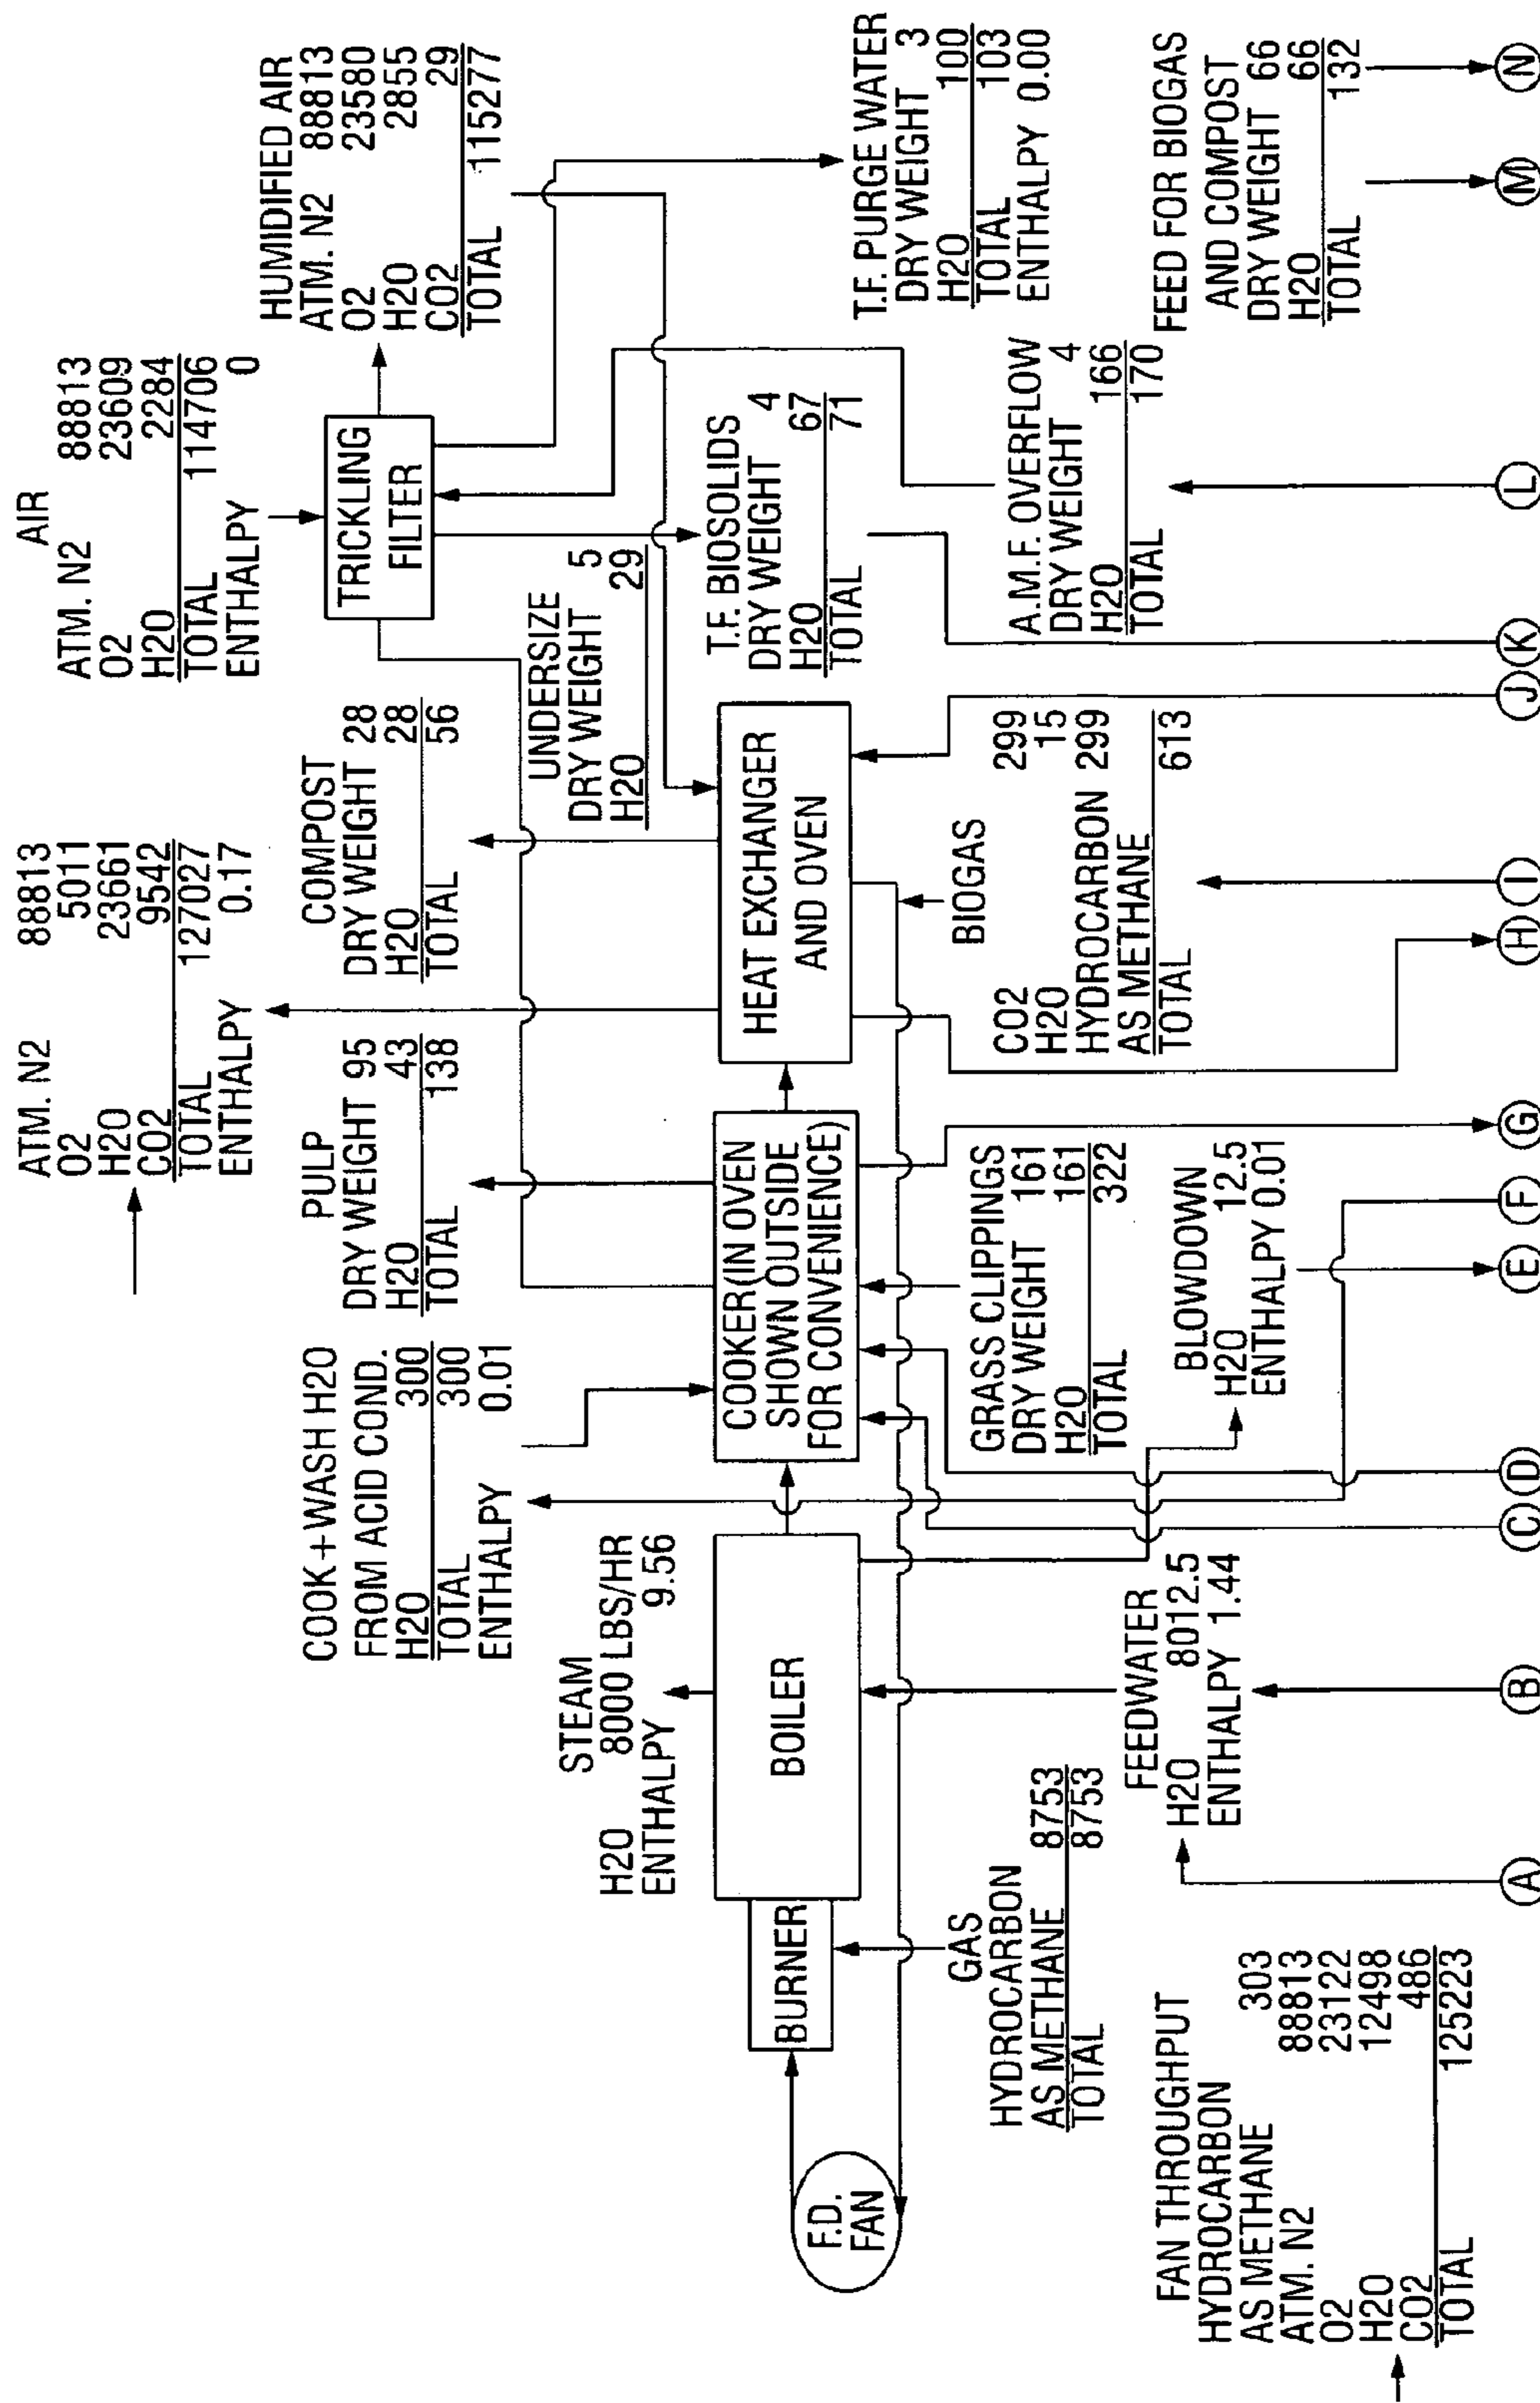 ATM. N2 88813
O2 5011
H2O 23661
CO2 9542
TOTAL 127027
ENTHALPY 0.17
AIR
ATM. N2 88813
O2 23609
H2O 2284
TOTAL 114706
ENTHALPY 0
TRICKLING
FILTER
HUMIDIFIED AIR
ATM. N2 88813
O2 23580
H2O 2855
CO2 29
TOTAL 115277
COOK+WASH H2O
FROM ACID COND.
H2O 300
TOTAL 300
ENTHALPY 0.01
PULP
DRY WEIGHT 95
H2O 43
TOTAL 138
COMPOST
DRY WEIGHT 28
H2O 28
TOTAL 56
UNDERSIZE
DRY WEIGHT 5
H2O 29
STEAM
H2O 8000 LBS/HR
ENTHALPY 9.56
T.F. BIOSOLIDS
DRY WEIGHT 4
H2O 67
TOTAL 71
T.F. PURGE WATER
DRY WEIGHT 3
H2O 100
TOTAL 103
ENTHALPY 0.00
F.D.
FAN
BURNER
BOILER
COOKER(IN OVEN
SHOWN OUTSIDE
FOR CONVENIENCE)
HEAT EXCHANGER
AND OVEN
GAS
HYDROCARBON
AS METHANE 8753
TOTAL 8753
GRASS CLIPPINGS
DRY WEIGHT 161
H2O 161
TOTAL 322
BIOGAS
CO2 299
H2O 15
HYDROCARBON 299
AS METHANE
TOTAL 613
A.M.F. OVERFLOW
DRY WEIGHT 4
H2O 166
TOTAL 170
FEED FOR BIOGAS
AND COMPOST
DRY WEIGHT 66
H2O 66
TOTAL 132
FAN THROUGHPUT
HYDROCARBON
AS METHANE 303
ATM. N2 88813
O2 23122
H2O 12498
CO2 486
TOTAL 125223
FEEDWATER
H2O 8012.5
ENTHALPY 1.44
BLOWDOWN
H2O 12.5
ENTHALPY 0.01
A
B
C
D
E
F
G
H
I
J
K
L
M
N